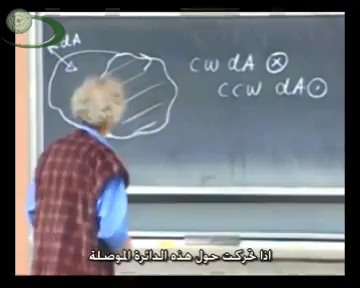 dA
cw dA ⊗
ccw dA ⊙
اذا تحركت حول هذه الدائرة الموصلة